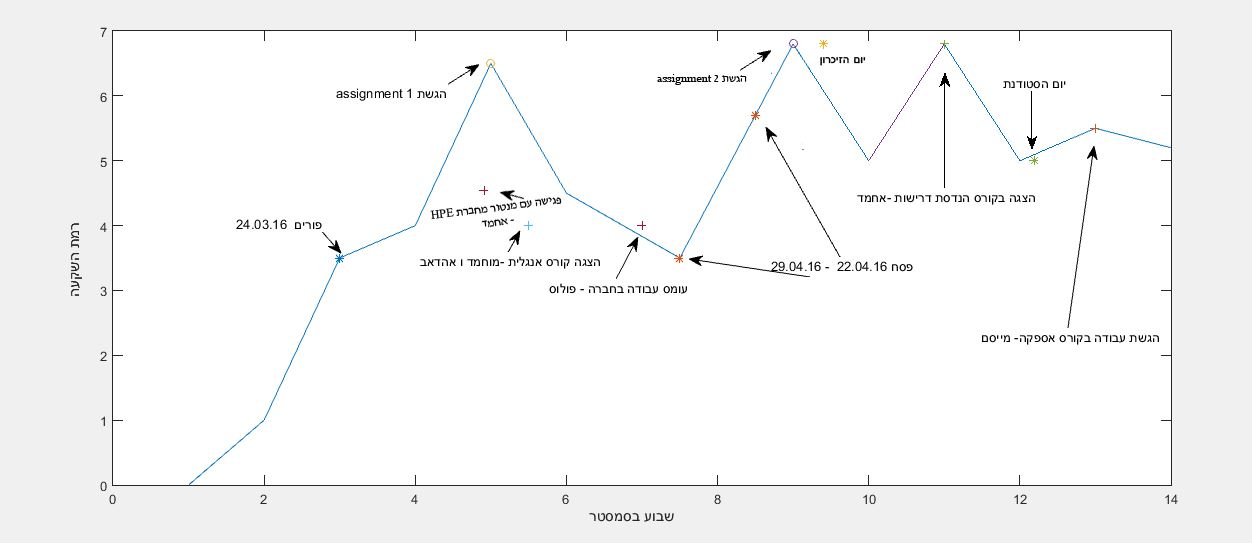 7
6
5
4
3
2
1
0
0
2
4
6
8
10
12
14
רמת השקעה
שבוע בסמסטר
פורים 24.03.16
הגשת assignment 1
פגישה עם מנטור מחברת HPE
- אחמד
הצגה קורס אנגלית -מוחמד ו אהדאב
עומס עבודה בחברה - פולוס
הגשת assignment 2
יום הזיכרון
פסח 22.04.16 - 29.04.16
הצגה בקורס הנדסת דרישות -אחמד
יום הסטודנת
הגשת עבודה בקורס אספקה- מייסם